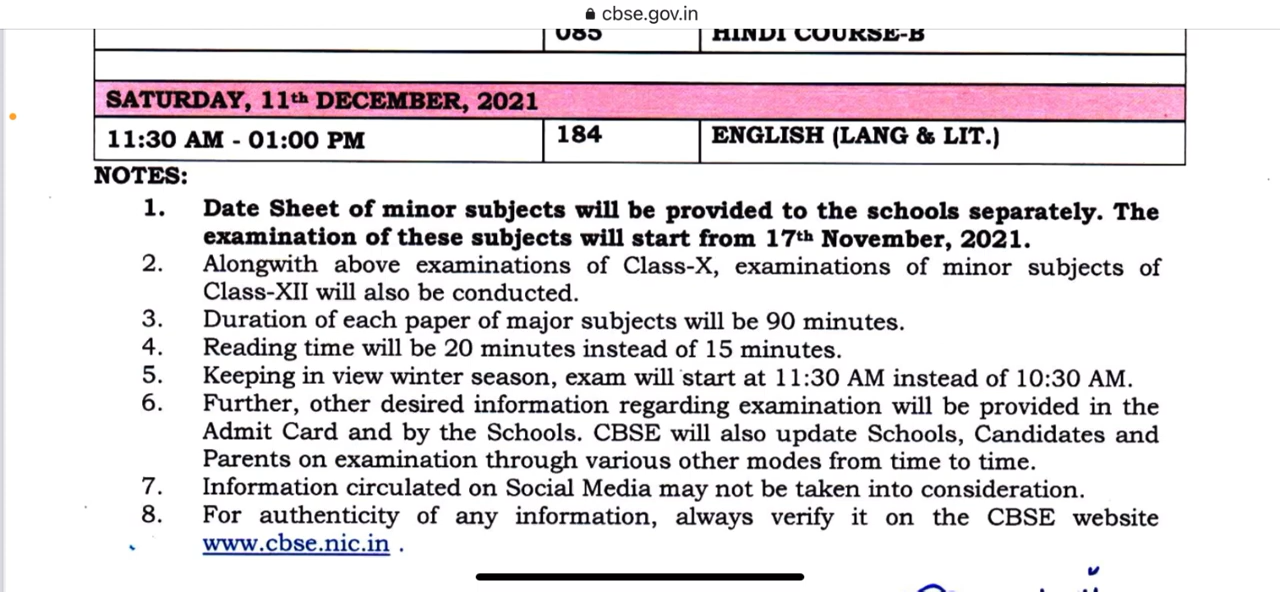 cbse.gov.in
085 HINDI COURSE-B
SATURDAY, 11th DECEMBER, 2021
11:30 AM - 01:00 PM 184 ENGLISH (LANG & LIT.)
NOTES:
1. Date Sheet of minor subjects will be provided to the schools separately. The
examination of these subjects will start from 17th November, 2021.
2. Alongwith above examinations of Class-X, examinations of minor subjects of
Class-XII will also be conducted.
3. Duration of each paper of major subjects will be 90 minutes.
4. Reading time will be 20 minutes instead of 15 minutes.
5. Keeping in view winter season, exam will start at 11:30 AM instead of 10:30 AM.
6. Further, other desired information regarding examination will be provided in the
Admit Card and by the Schools. CBSE will also update Schools, Candidates and
Parents on examination through various other modes from time to time.
7. Information circulated on Social Media may not be taken into consideration.
8. For authenticity of any information, always verify it on the CBSE website
www.cbse.nic.in .